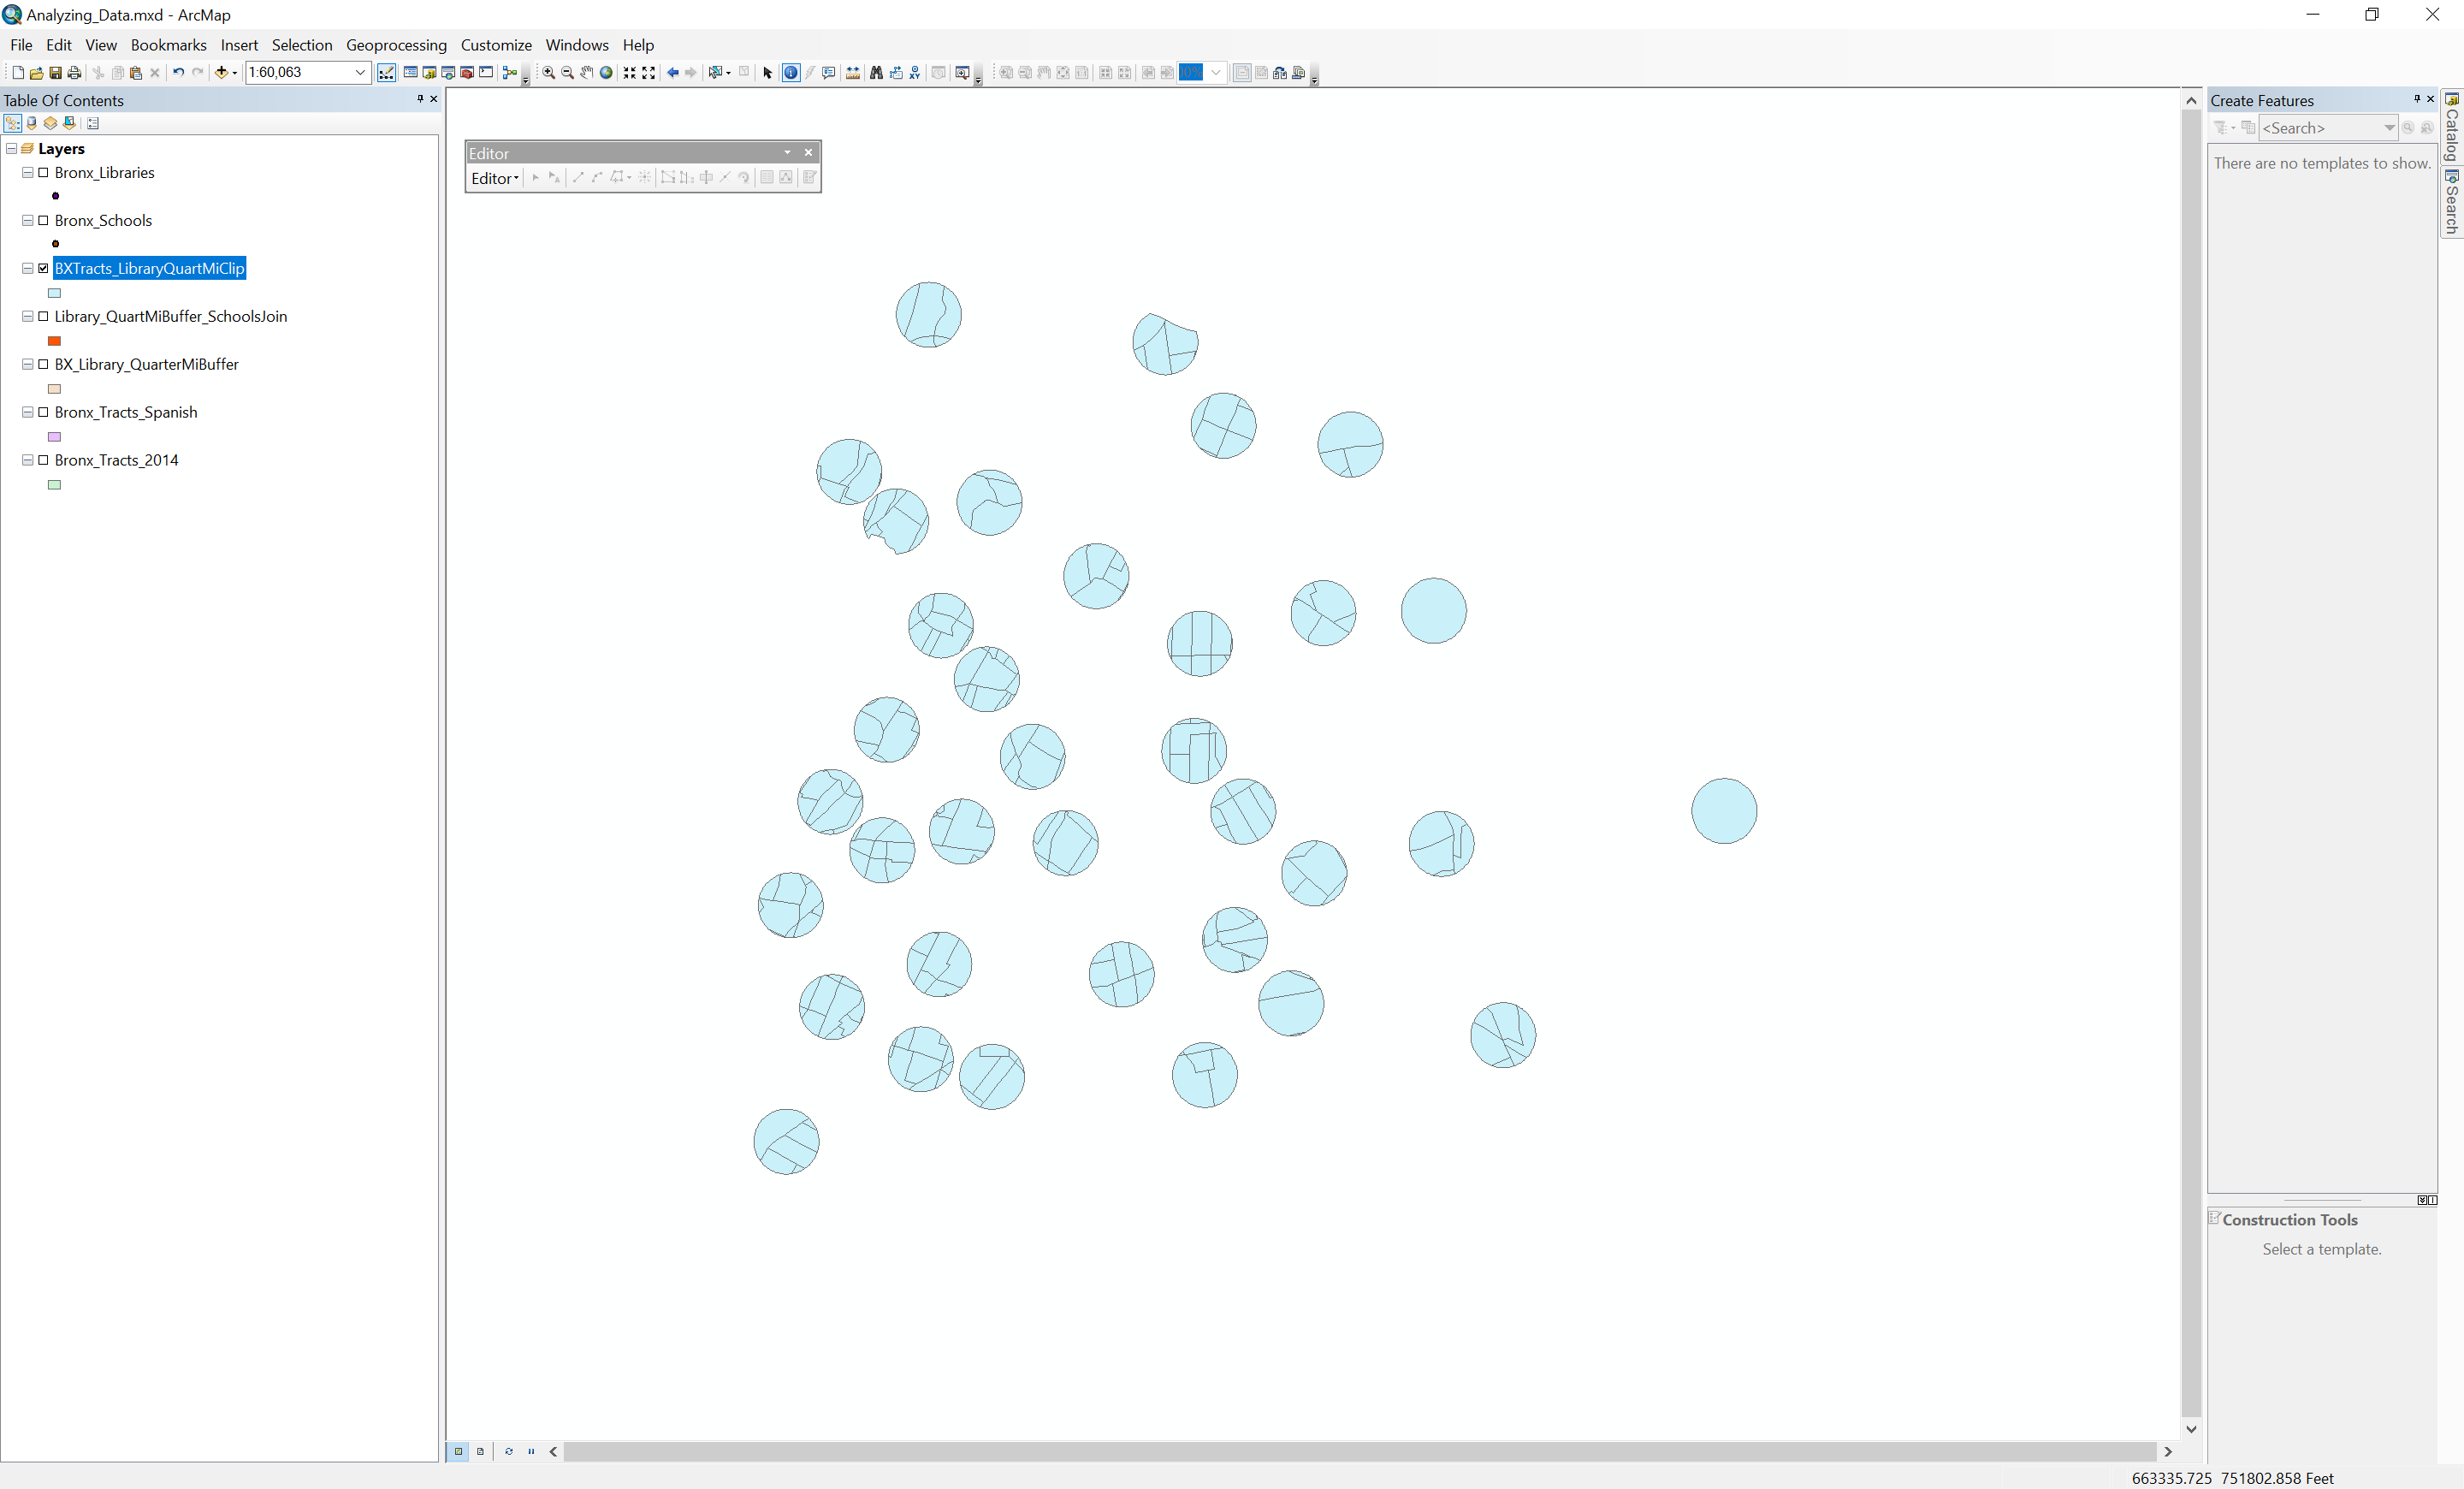 Analyzing_Data.mxd - ArcMap
File Edit View Bookmarks Insert Selection Geoprocessing Customize Windows Help
1:60,063
Table Of Contents
Layers
Bronx_Libraries
Bronx_Schools
BXTracts_LibraryQuartMiClip
Library_QuartMiBuffer_SchoolsJoin
BX_Library_QuarterMiBuffer
Bronx_Tracts_Spanish
Bronx_Tracts_2014
Editor
Editor
Create Features
<Search>
There are no templates to show.
Construction Tools
Select a template.
Catalog
Search
663335.725 751802.858 Feet